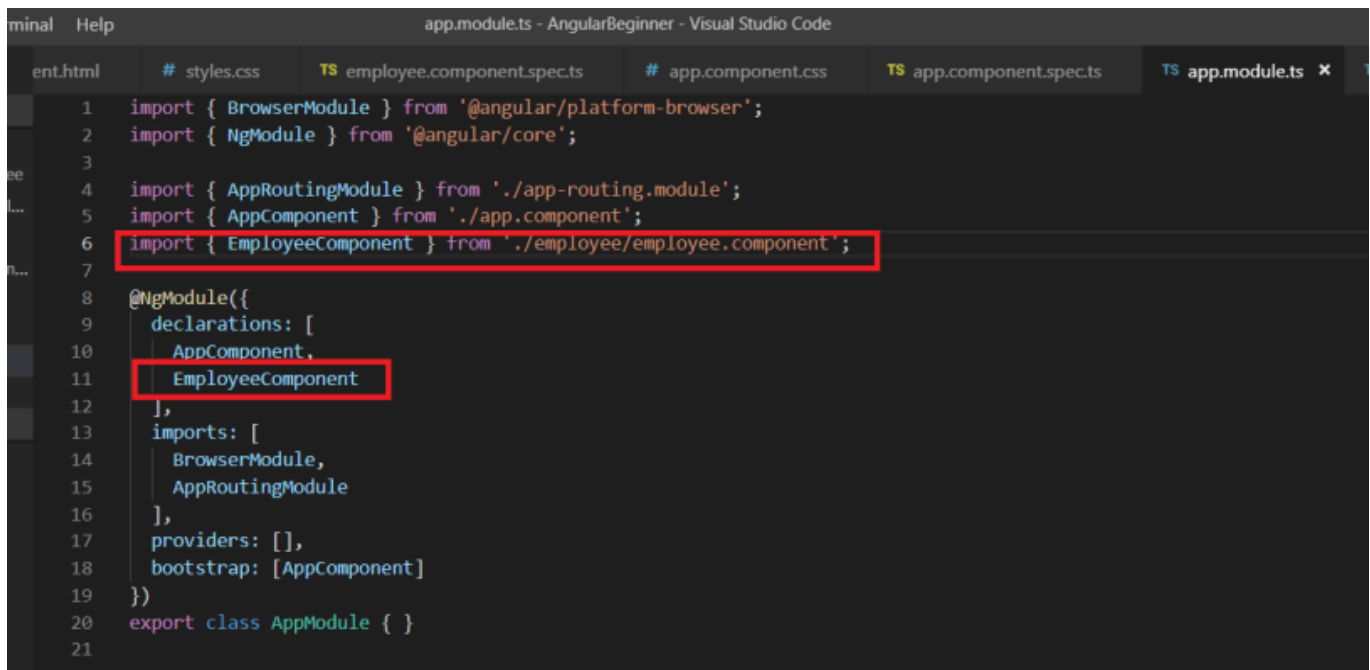 minal Help app.module.ts - AngularBeginner - Visual Studio Code
ent.html # styles.css TS employee.component.spec.ts # app.component.css TS app.component.spec.ts TS app.module.ts ×
1 import { BrowserModule } from '@angular/platform-browser';
2 import { NgModule } from '@angular/core';
3
4 import { AppRoutingModule } from './app-routing.module';
5 import { AppComponent } from './app.component';
6 import { EmployeeComponent } from './employee/employee.component';
7
8 @NgModule({
9 declarations: [
10 AppComponent,
11 EmployeeComponent
12 ],
13 imports: [
14 BrowserModule,
15 AppRoutingModule
16 ],
17 providers: [],
18 bootstrap: [AppComponent]
19 })
20 export class AppModule { }
21